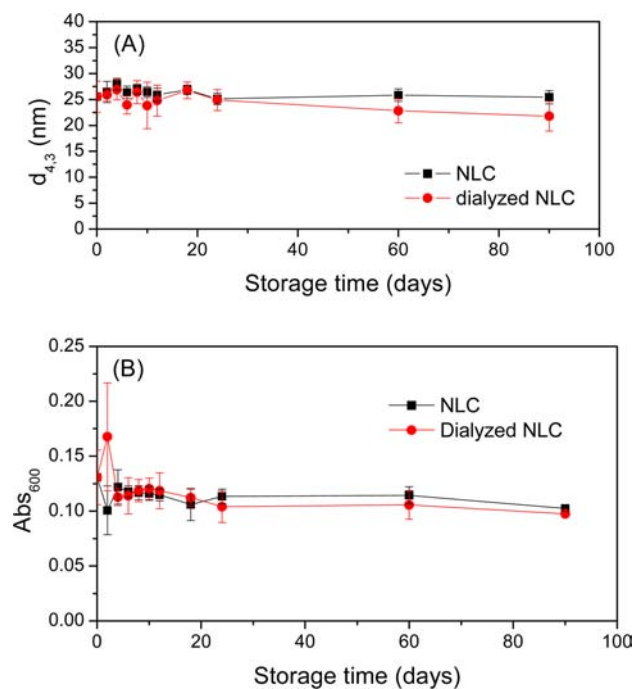 (A)
40
35
30
25
20
15
10
5
0
d4,3 (nm)
NLC
dialyzed NLC
0 20 40 60 80 100
Storage time (days)
(B)
0.25
0.20
0.15
0.10
0.05
0.00
Abs600
NLC
Dialyzed NLC
0 20 40 60 80 100
Storage time (days)